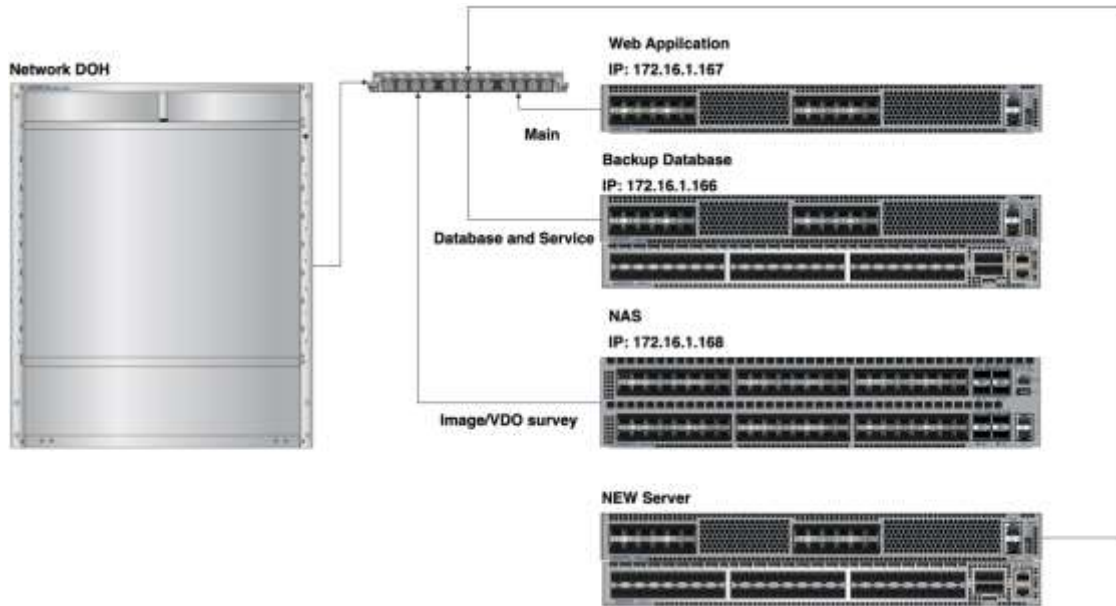 Network DOH
Web Appilcation
IP: 172.16.1.167
Main
Backup Database
IP: 172.16.1.166
Database and Service
NAS
IP: 172.16.1.168
Image/VDO survey
NEW Server